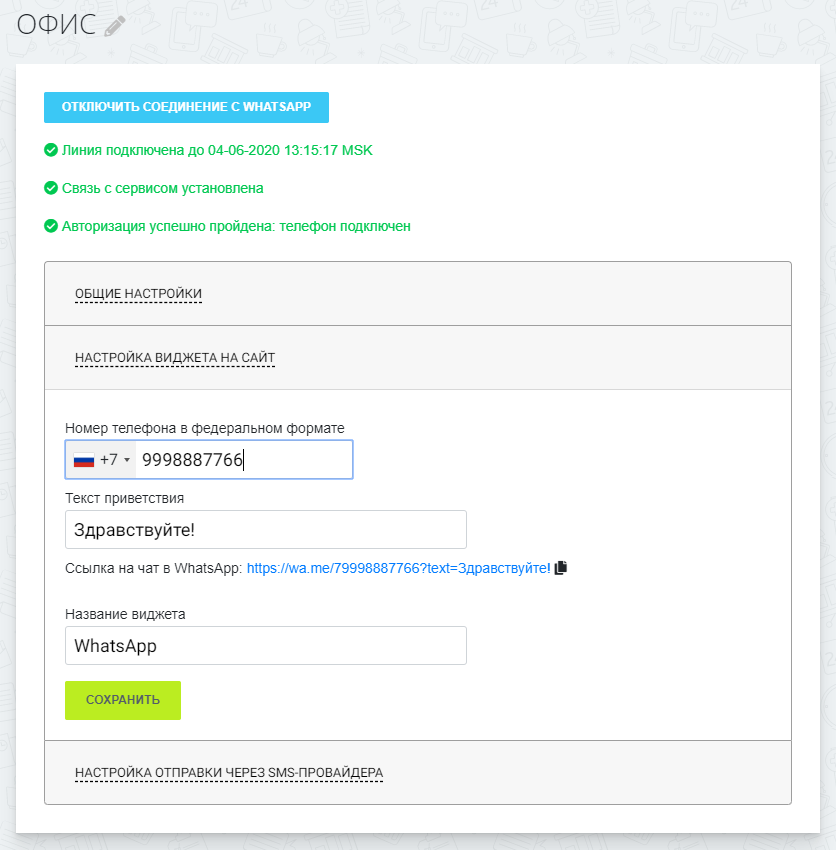 ОФИС
ОТКЛЮЧИТЬ СОЕДИНЕНИЕ С WHATSAPP
Линия подключена до 04-06-2020 13:15:17 MSK
Связь с сервисом установлена
Авторизация успешно пройдена: телефон подключен
ОБЩИЕ НАСТРОЙКИ
НАСТРОЙКА ВИДЖЕТА НА САЙТ
Номер телефона в федеральном формате
+7 9998887766
Текст приветствия
Здравствуйте!
Ссылка на чат в WhatsApp: https://wa.me/79998887766?text=Здравствуйте!
Название виджета
WhatsApp
СОХРАНИТЬ
НАСТРОЙКА ОТПРАВКИ ЧЕРЕЗ SMS-ПРОВАЙДЕРА